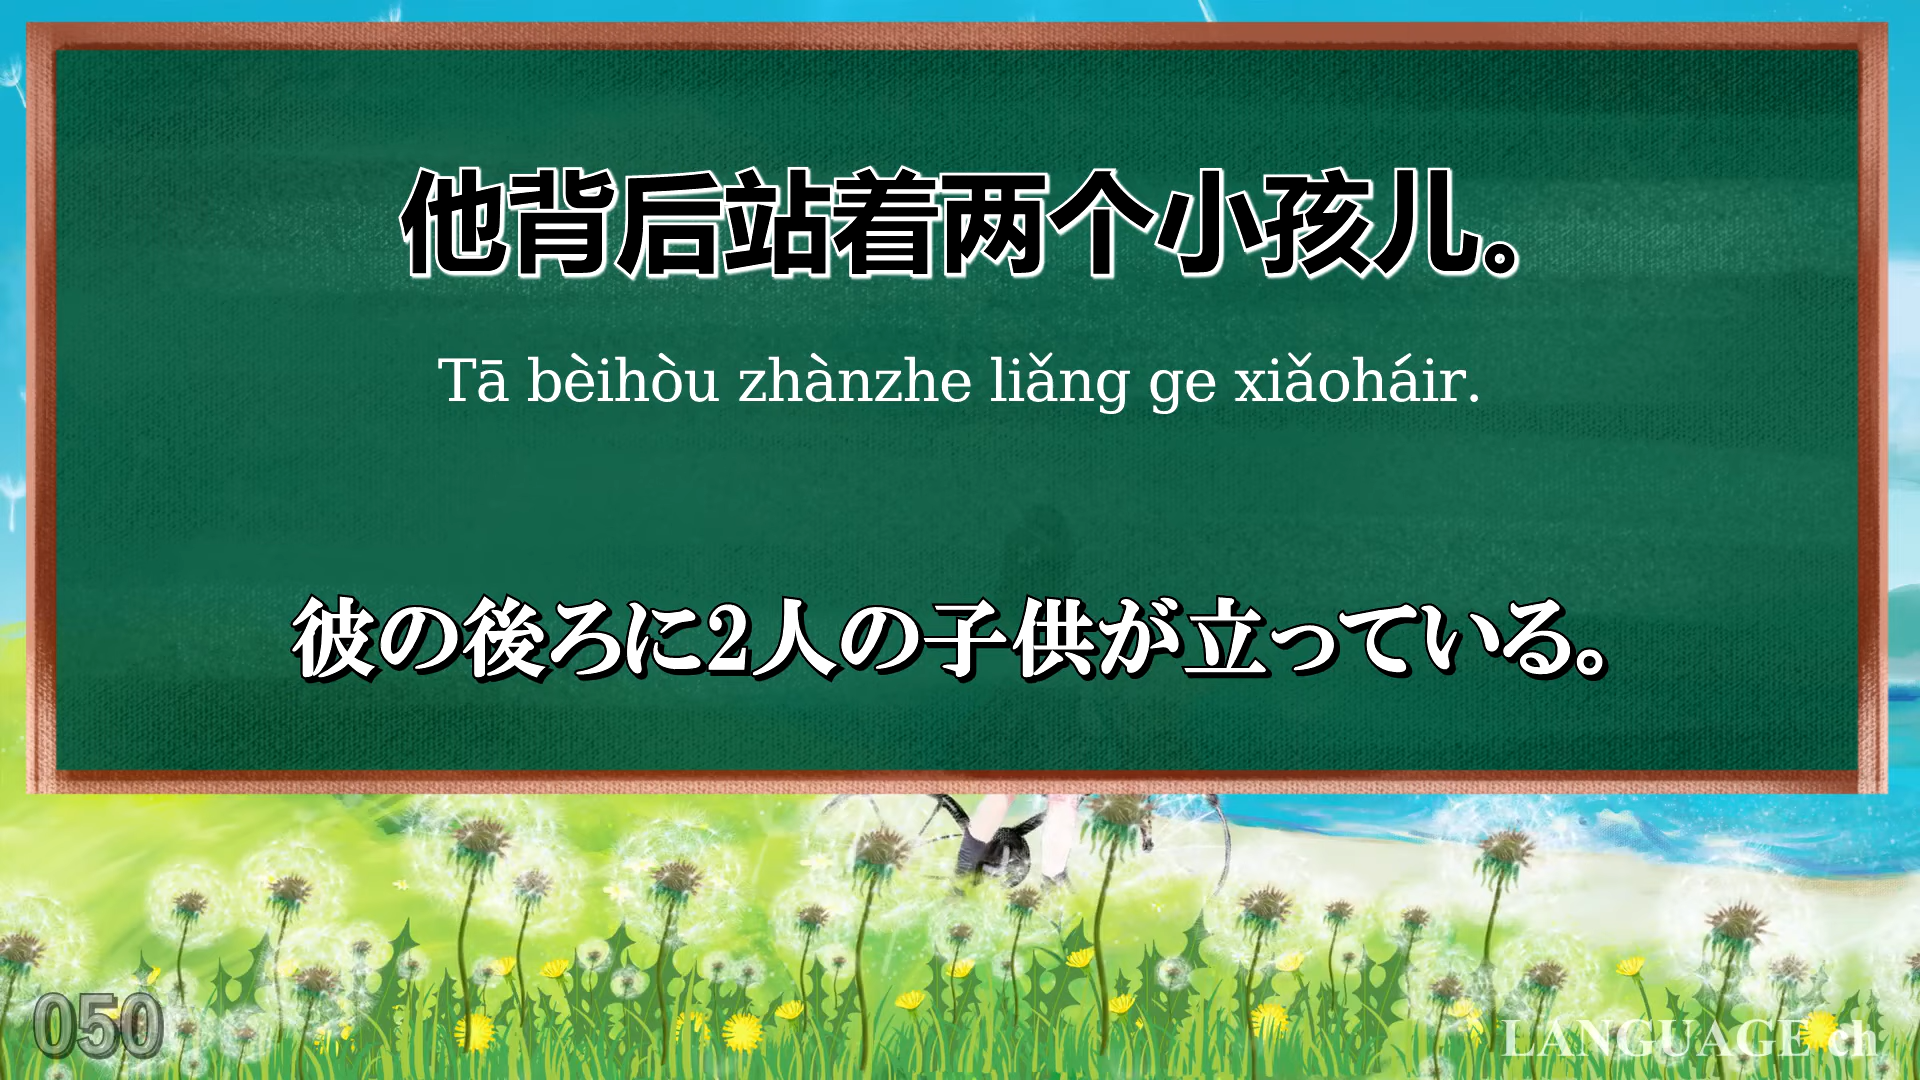 他背后站着两个小孩儿。
Tā bèihòu zhànzhe liǎng ge xiǎoháir.
彼の後ろに2人の子供が立っている。
050
LANGUAGE ch